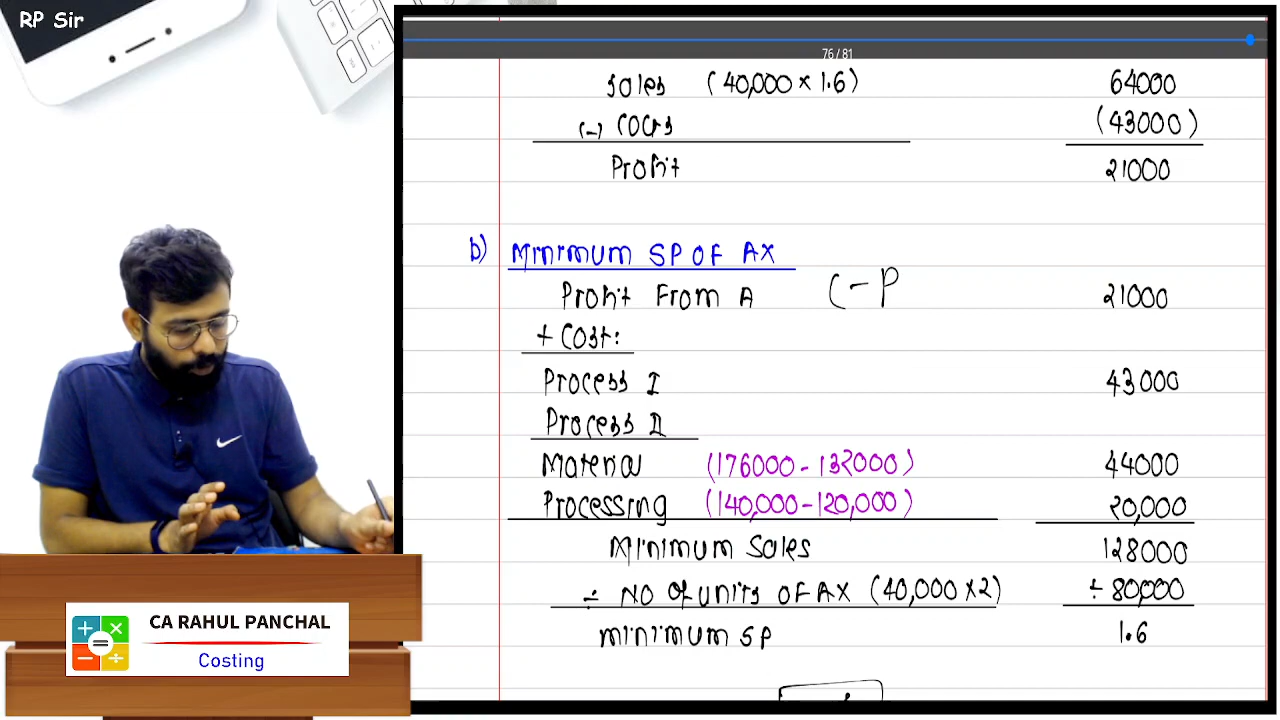 RP Sir
76 / 81
Sales (40,000 × 1.6) 64000
(-) Costs (43000)
Profit 21000
b) Minimum SP OF AX
Profit From A (-P 21000
+ Cost:
Process I 43000
Process II
Material (176000 - 132000) 44000
Processing (140,000 - 120,000) 20,000
Minimum Sales 128000
÷ No of units OF AX (40,000 × 2) ÷ 80,000
minimum SP 1.6
CA RAHUL PANCHAL
Costing